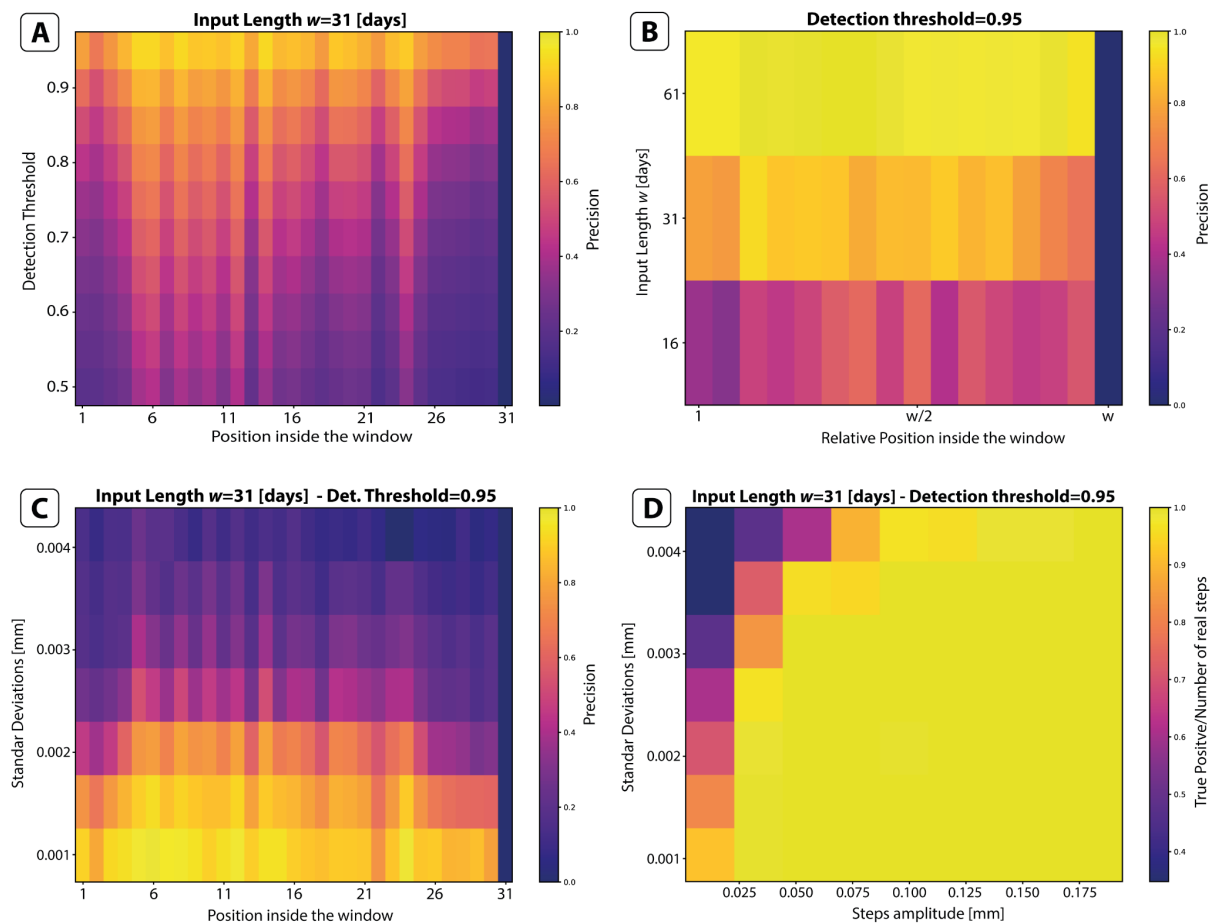 A
Input Length w=31 [days]
Detection Threshold
0.9
0.8
0.7
0.6
0.5
1 6 11 16 21 26 31
Position inside the window
1.0
0.8
0.6
0.4
0.2
Precision
B
Detection threshold=0.95
Input Length w [days]
61
31
16
1 w/2 w
Relative Position inside the window
1.0
0.8
0.6
0.4
0.2
0.0
Precision
C
Input Length w=31 [days] - Det. Threshold=0.95
Standar Deviations [mm]
0.004
0.003
0.002
0.001
1 6 11 16 21 26 31
Position inside the window
1.0
0.8
0.6
0.4
0.2
0.0
Precision
D
Input Length w=31 [days] - Detection threshold=0.95
Standar Deviations [mm]
0.004
0.003
0.002
0.001
0.025 0.050 0.075 0.100 0.125 0.150 0.175
Steps amplitude [mm]
1.0
0.9
0.8
0.7
0.6
0.5
0.4
True Positve/Number of real steps